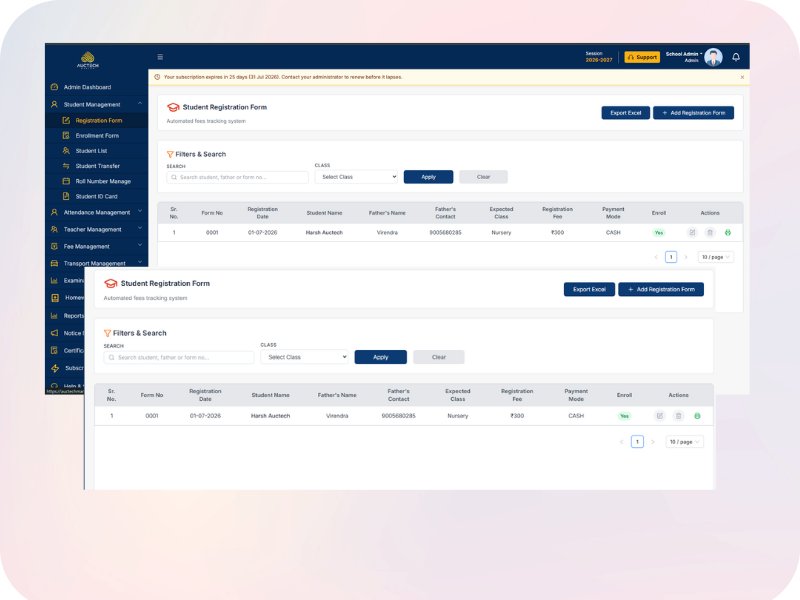 AUCTECH
Session
2026-2027
Support
School Admin
Admin
Your subscription expires in 25 days (31 Jul 2026). Contact your administrator to renew before it lapses.
Admin Dashboard
Student Management
Registration Form
Enrollment Form
Student List
Student Transfer
Roll Number Manage
Student ID Card
Attendance Management
Teacher Management
Fee Management
Transport Management
Student Registration Form
Automated fees tracking system
Export Excel
+ Add Registration Form
Filters & Search
SEARCH
CLASS
Search student, father or form no...
Select Class
Apply
Clear
Sr. No. Form No Registration Date Student Name Father's Name Father's Contact Expected Class Registration Fee Payment Mode Enroll Actions
1 0001 01-07-2026 Harsh Auctech Virendra 9005680285 Nursery ₹300 CASH Yes
1 10 / page
Examin
Homew
Reports
Notice
Certific
Subscr
Student Registration Form
Automated fees tracking system
Export Excel
+ Add Registration Form
Filters & Search
SEARCH
CLASS
Search student, father or form no...
Select Class
Apply
Clear
Sr. No. Form No Registration Date Student Name Father's Name Father's Contact Expected Class Registration Fee Payment Mode Enroll Actions
1 0001 01-07-2026 Harsh Auctech Virendra 9005680285 Nursery ₹300 CASH Yes
1 10 / page